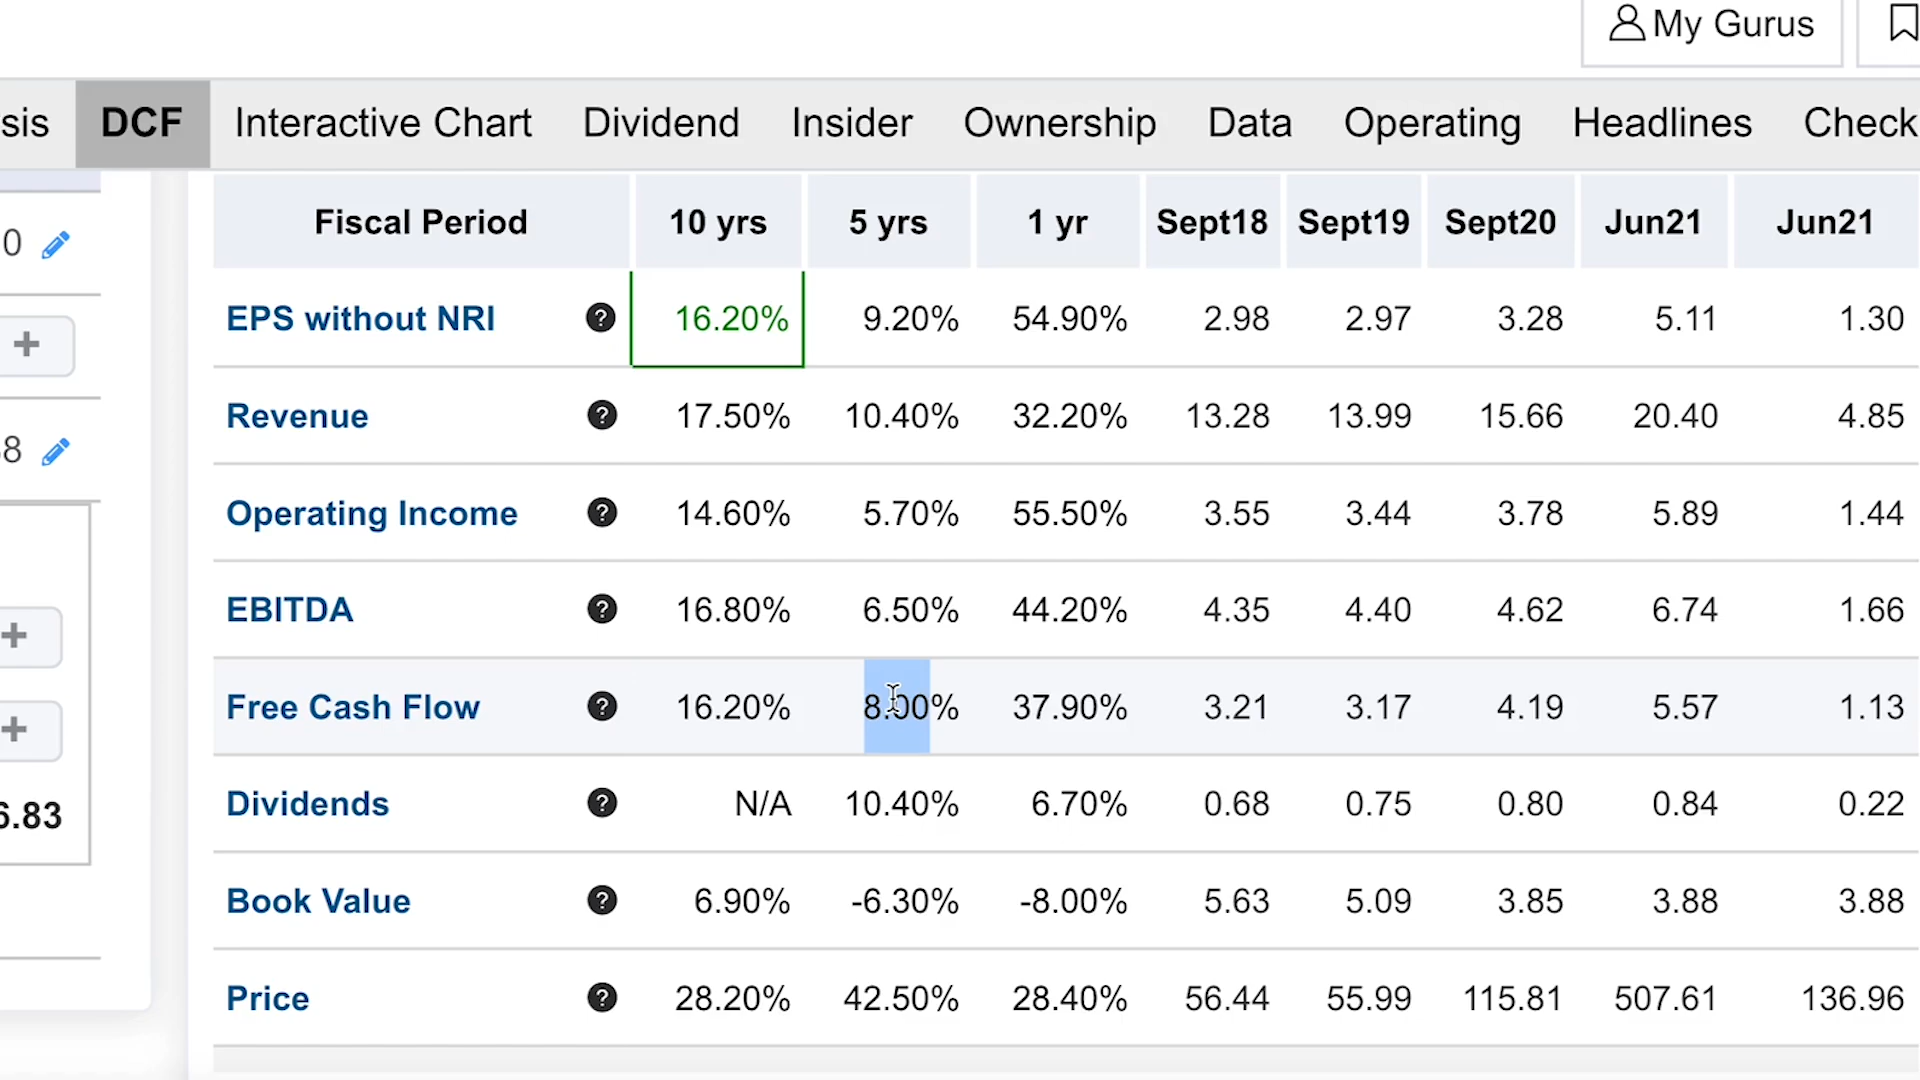 My Gurus
sis DCF Interactive Chart Dividend Insider Ownership Data Operating Headlines Check
Fiscal Period 10 yrs 5 yrs 1 yr Sept18 Sept19 Sept20 Jun21 Jun21
0
EPS without NRI ? 16.20% 9.20% 54.90% 2.98 2.97 3.28 5.11 1.30
+
Revenue ? 17.50% 10.40% 32.20% 13.28 13.99 15.66 20.40 4.85
8
Operating Income ? 14.60% 5.70% 55.50% 3.55 3.44 3.78 5.89 1.44
EBITDA ? 16.80% 6.50% 44.20% 4.35 4.40 4.62 6.74 1.66
+
Free Cash Flow ? 16.20% 8.00% 37.90% 3.21 3.17 4.19 5.57 1.13
+
Dividends ? N/A 10.40% 6.70% 0.68 0.75 0.80 0.84 0.22
6.83
Book Value ? 6.90% -6.30% -8.00% 5.63 5.09 3.85 3.88 3.88
Price ? 28.20% 42.50% 28.40% 56.44 55.99 115.81 507.61 136.96